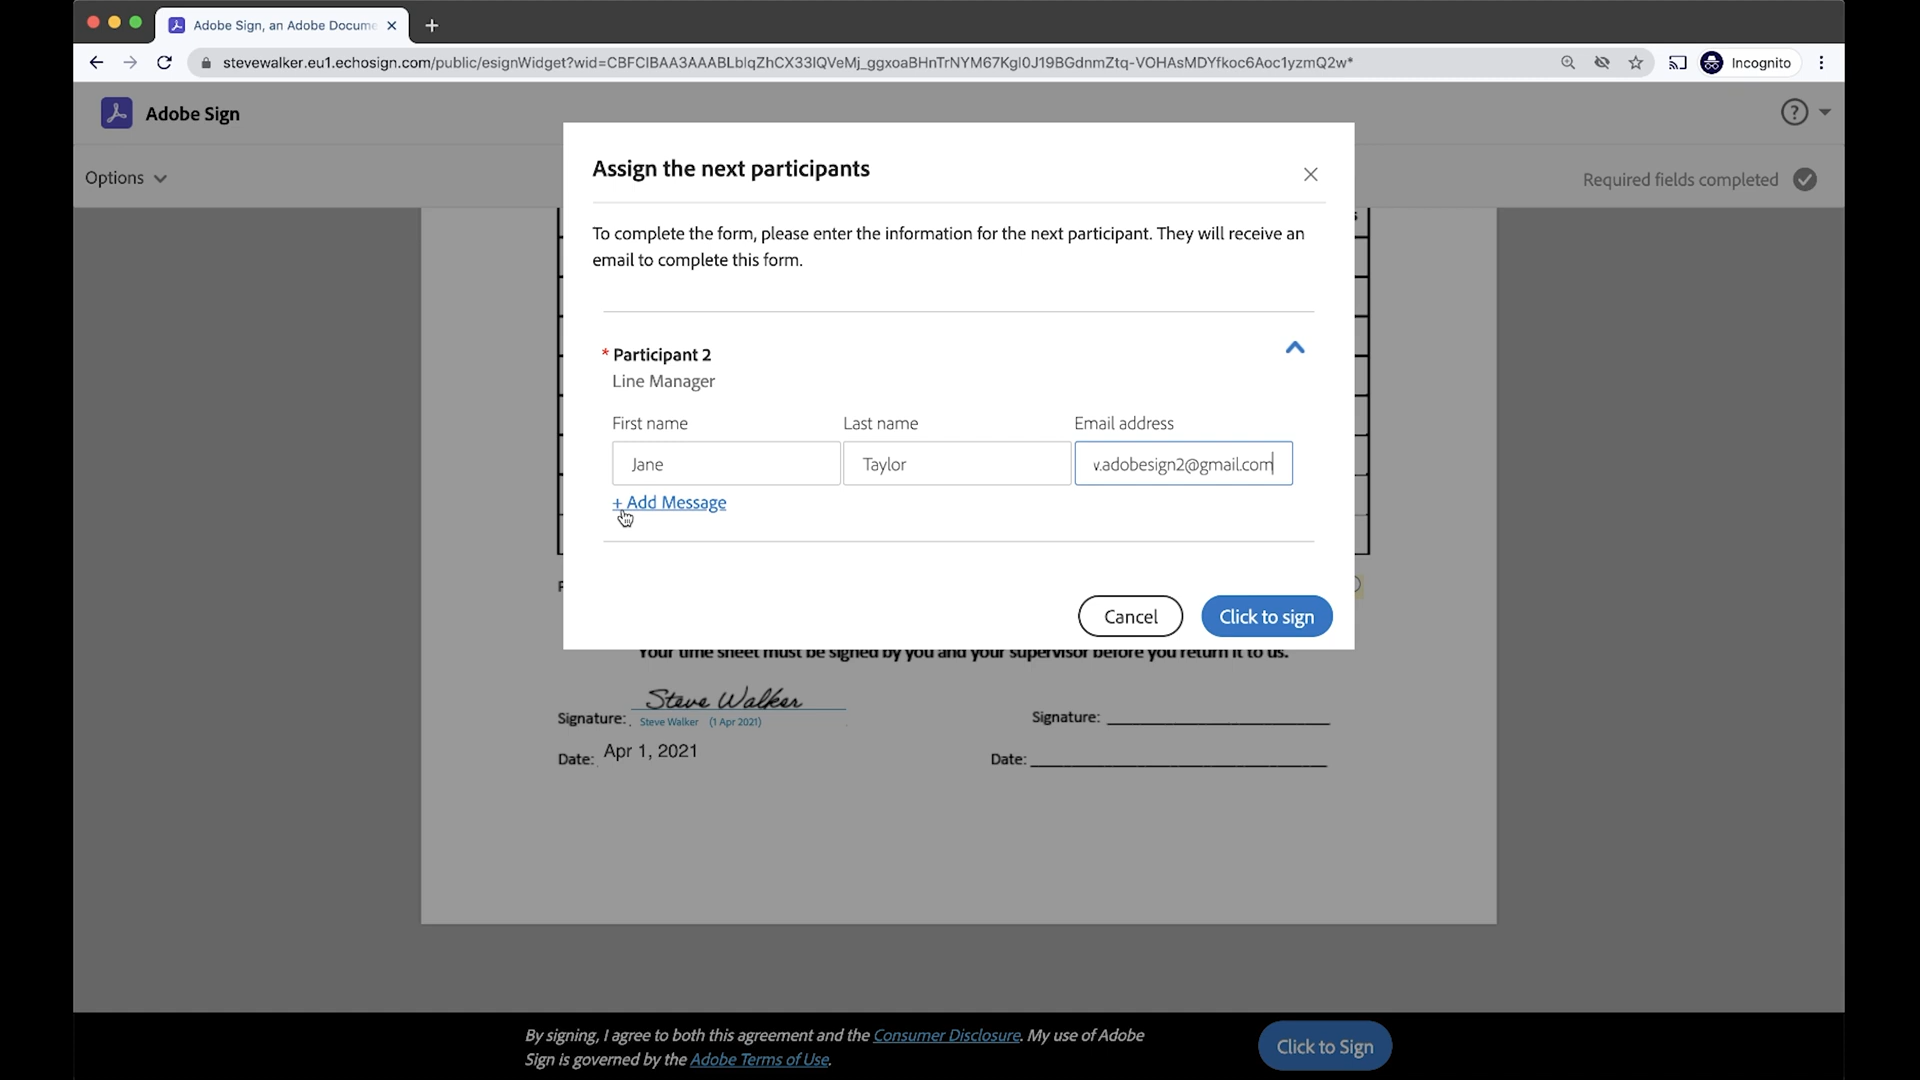 Adobe Sign, an Adobe Docume
stevewalker.eu1.echosign.com/public/esignWidget?wid=CBFCIBAA3AAABLblqZhCX33IQVeMj_ggxoaBHnTrNYM67Kgl0J19BGdnmZtq-VOHAsMDYfkoc6Aoc1yzmQ2w*
Incognito
Adobe Sign
Options
Required fields completed
Assign the next participants
To complete the form, please enter the information for the next participant. They will receive an
email to complete this form.
* Participant 2
Line Manager
First name Last name Email address
Jane Taylor v.adobesign2@gmail.com
+ Add Message
Cancel Click to sign
Your time sheet must be signed by you and your supervisor before you return it to us.
Steve Walker
Signature: Steve Walker (1 Apr 2021) Signature:
Date: Apr 1, 2021 Date:
By signing, I agree to both this agreement and the Consumer Disclosure. My use of Adobe
Sign is governed by the Adobe Terms of Use.
Click to Sign